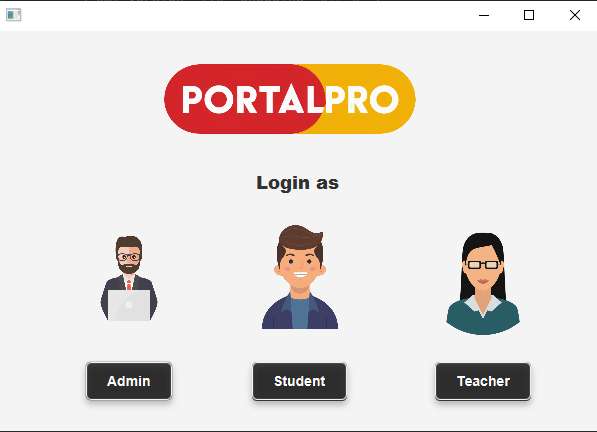 PORTALPRO
Login as
Admin
Student
Teacher